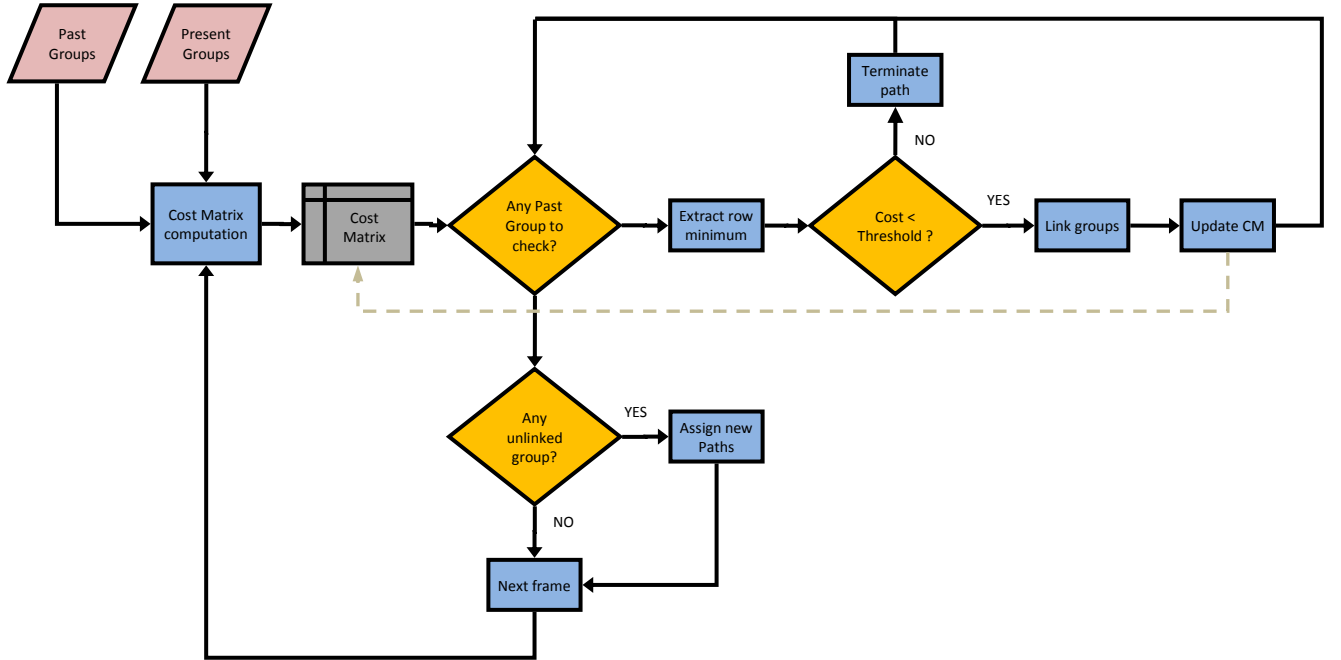 Past
Groups
Present
Groups
Terminate
path
NO
Cost Matrix
computation
Cost
Matrix
Any Past
Group to
check?
Extract row
minimum
Cost <
Threshold ?
YES
Link groups
Update CM
Any
unlinked
group?
YES
Assign new
Paths
NO
Next frame